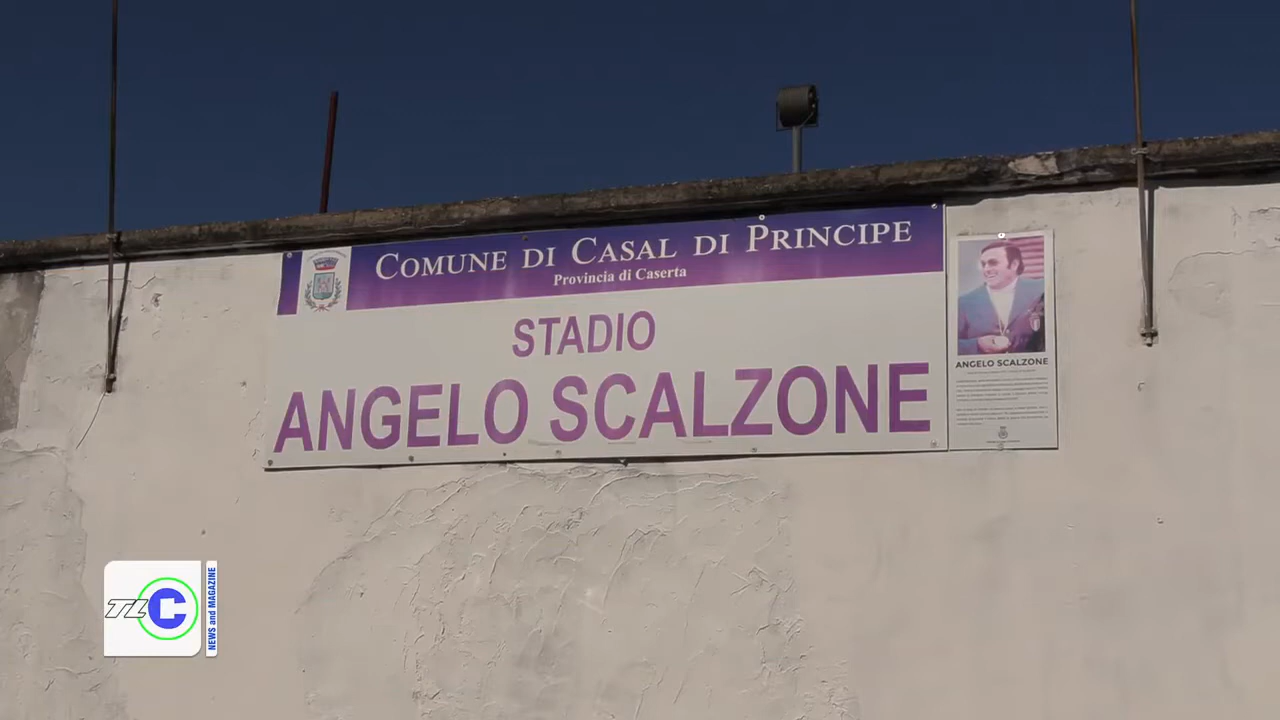 COMUNE DI CASAL DI PRINCIPE
Provincia di Caserta
STADIO
ANGELO SCALZONE
ANGELO SCALZONE
TLC
NEWS and MAGAZINE